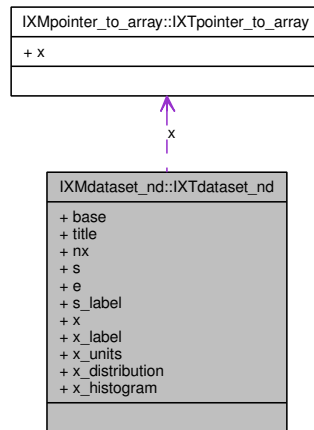 IXMpointer_to_array::IXTpointer_to_array
+ x
x
IXMdataset_nd::IXTdataset_nd
+ base
+ title
+ nx
+ s
+ e
+ s_label
+ x
+ x_label
+ x_units
+ x_distribution
+ x_histogram